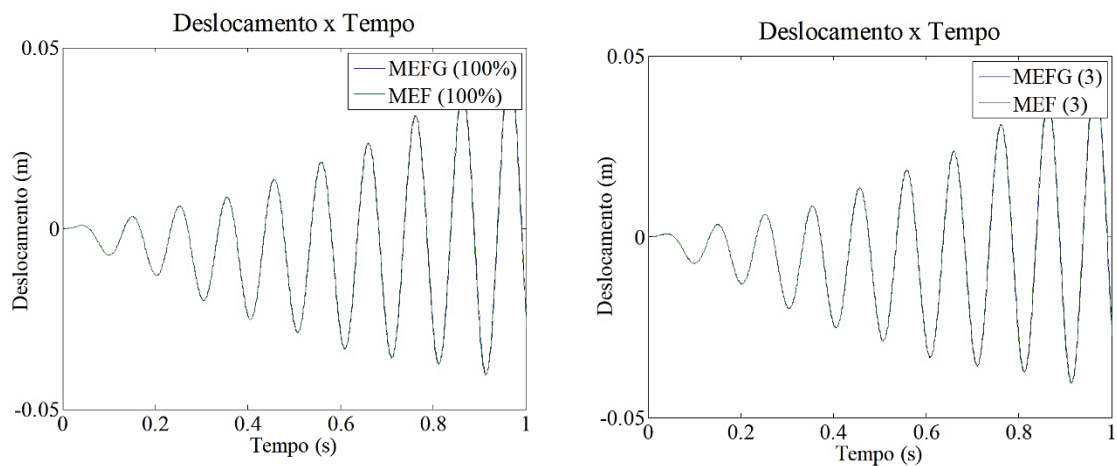 Deslocamento x Tempo
0.05
MEFG (100%)
MEF (100%)
Deslocamento (m)
0
-0.05
0
0.2
0.4
0.6
0.8
1
Tempo (s)
Deslocamento x Tempo
0.05
MEFG (3)
MEF (3)
Deslocamento (m)
0
-0.05
0
0.2
0.4
0.6
0.8
1
Tempo (s)